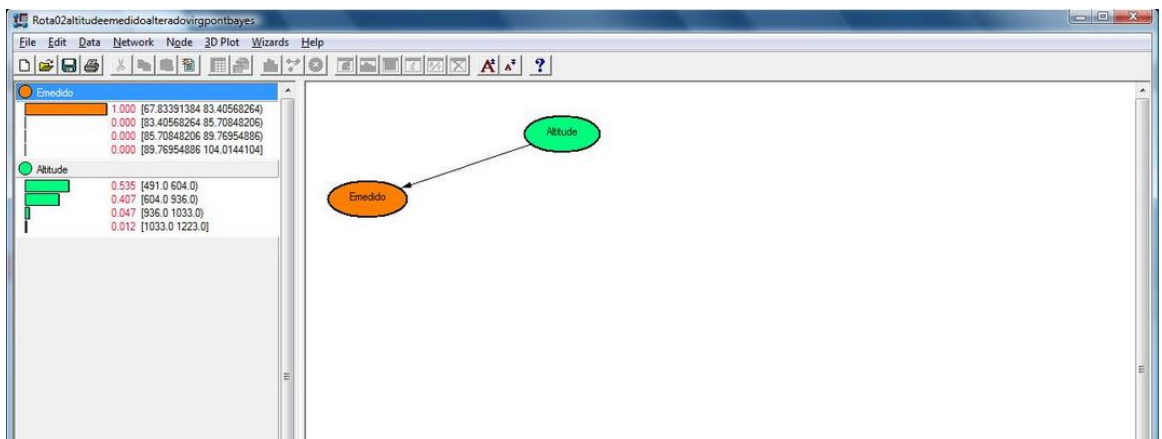 Rota02altitudeemedidoalteradovirgpontbayes
File Edit Data Network Node 3D Plot Wizards Help
Emedido
1.000 [67.83391384 83.40568264)
0.000 [83.40568264 85.70848206)
0.000 [85.70848206 89.76954886)
0.000 [89.76954886 104.0144104]
Altitude
0.535 [491.0 604.0)
0.407 [604.0 936.0)
0.047 [936.0 1033.0)
0.012 [1033.0 1223.0]
Altitude
Emedido